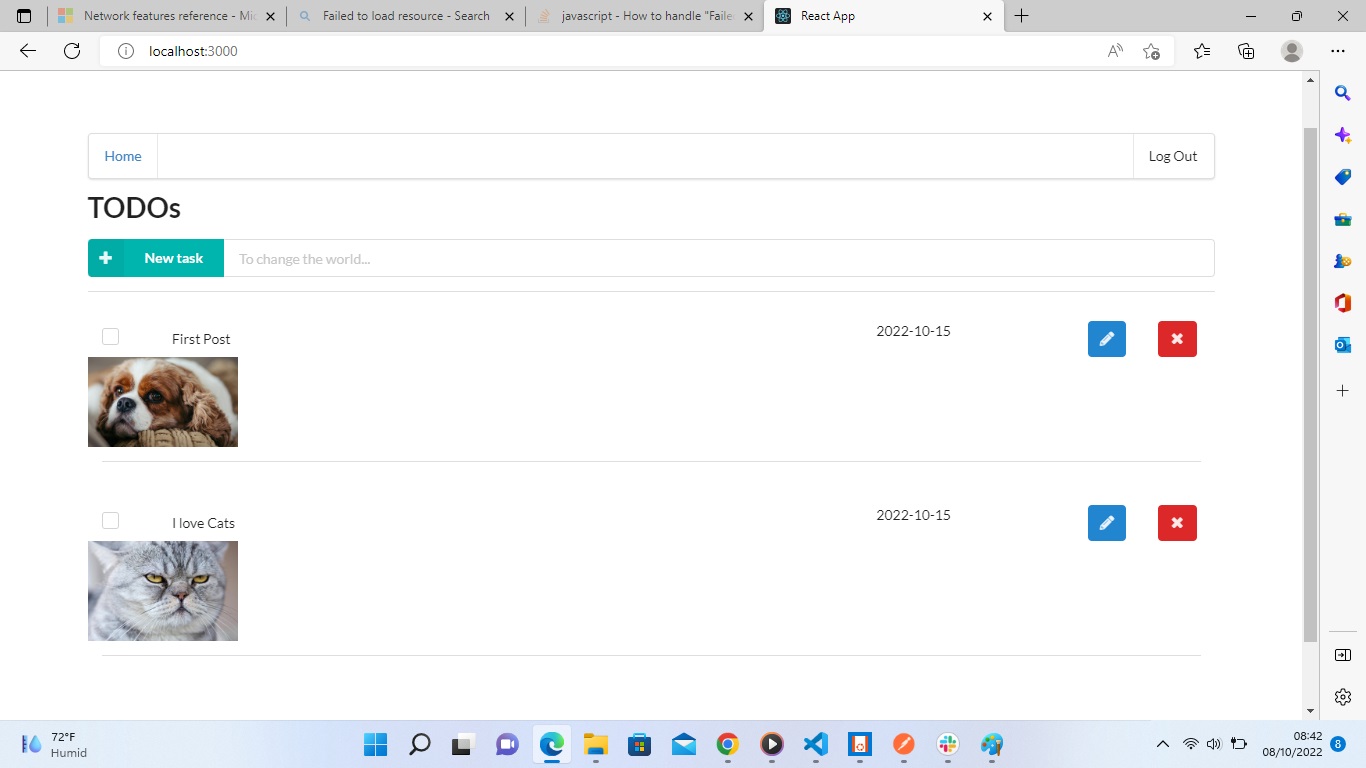 Network features reference - Mic
Failed to load resource - Search
javascript - How to handle "Faile
React App
localhost:3000
Home
Log Out
TODOs
New task
To change the world...
First Post
2022-10-15
I love Cats
2022-10-15
72°F
Humid
08:42
08/10/2022
8